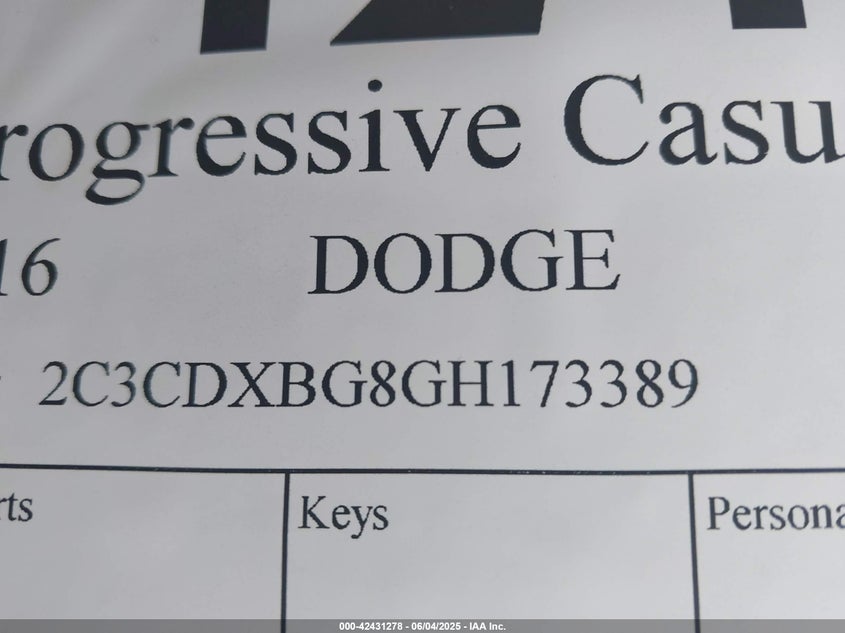 rogressive Casu
16 DODGE
2C3CDXBG8GH173389
rts Keys Persona
000-42431278 - 06/04/2025 - IAA Inc.